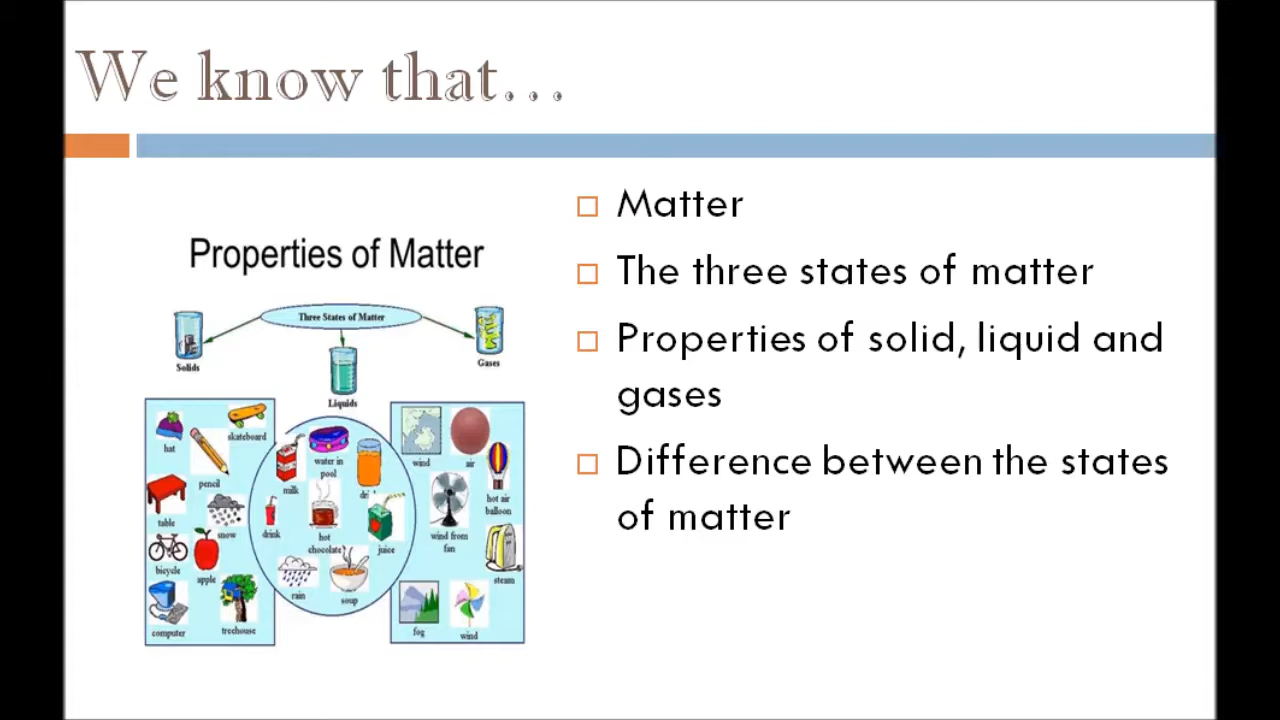 We know that...
Matter
The three states of matter
Properties of solid, liquid and
gases
Difference between the states
of matter
Properties of Matter
Three States of Matter
Solids
Liquids
Gases
hat
skateboard
pencil
table
snow
bicycle
apple
computer
treehouse
milk
water in
pool
drink
hot
chocolate
juice
rain
soup
wind
air
hot air
balloon
wind from
fan
steam
fog
wind